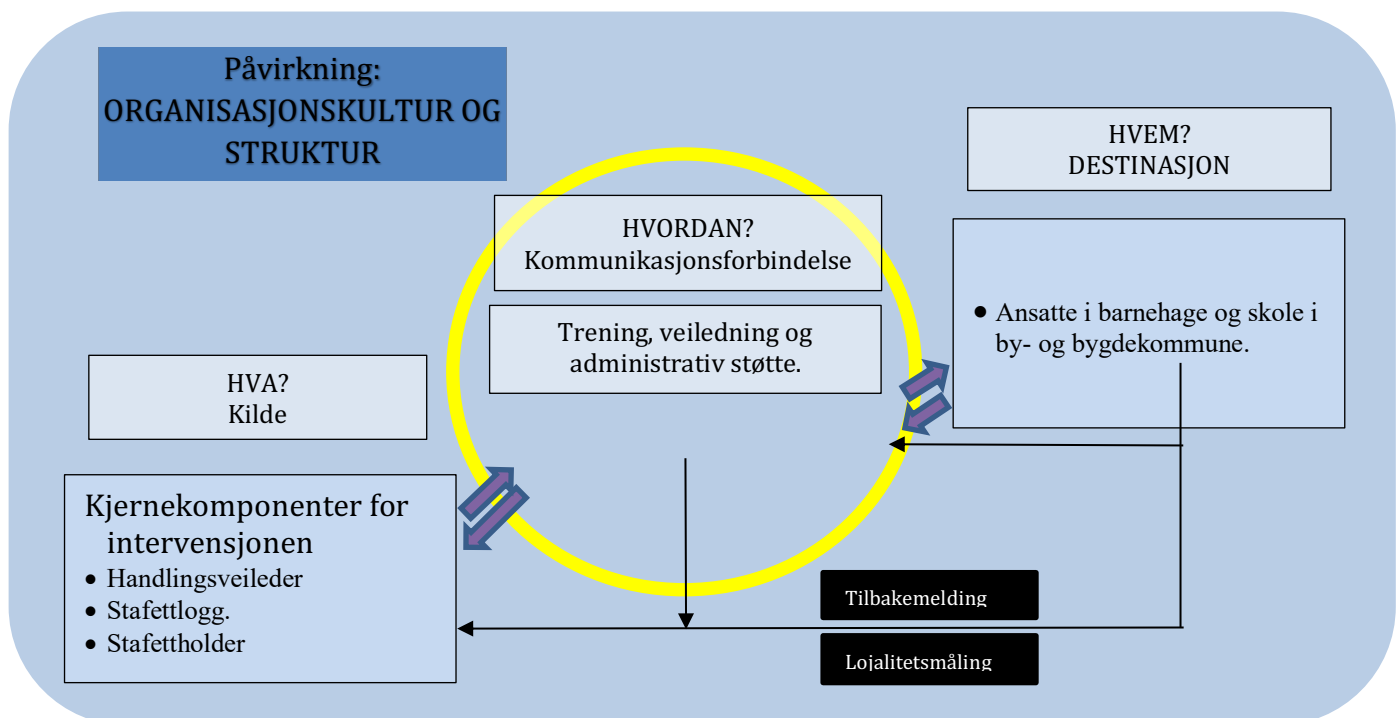 Påvirkning:
ORGANISASJONSKULTUR OG
STRUKTUR
HVEM?
DESTINASJON
HVORDAN?
Kommunikasjonsforbindelse
Trening, veiledning og
administrativ støtte.
• Ansatte i barnehage og skole i
by- og bygdekommune.
HVA?
Kilde
Kjernekomponenter for
intervensjonen
• Handlingsveileder
• Stafettlogg.
• Stafettholder
Tilbakemelding
Lojalitetsmåling